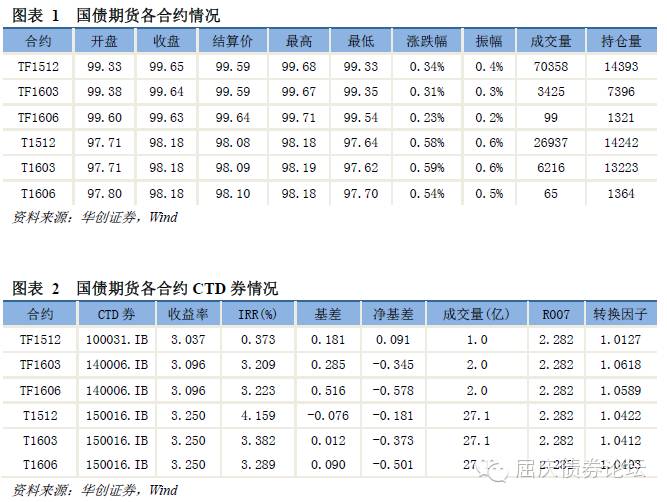 图表 1 国债期货各合约情况
合约 开盘 收盘 结算价 最高 最低 涨跌幅 振幅 成交量 持仓量
TF1512 99.33 99.65 99.59 99.68 99.33 0.34% 0.4% 70358 14393
TF1603 99.38 99.64 99.59 99.67 99.35 0.31% 0.3% 3425 7396
TF1606 99.60 99.63 99.64 99.71 99.54 0.23% 0.2% 99 1321
T1512 97.71 98.18 98.08 98.18 97.64 0.58% 0.6% 26937 14242
T1603 97.71 98.18 98.09 98.19 97.62 0.59% 0.6% 6216 13223
T1606 97.80 98.18 98.10 98.18 97.70 0.54% 0.5% 65 1364
资料来源：华创证券，Wind
图表 2 国债期货各合约 CTD 券情况
合约 CTD 券 收益率 IRR(%) 基差 净基差 成交量(亿) R007 转换因子
TF1512 100031.IB 3.037 0.373 0.181 0.091 1.0 2.282 1.0127
TF1603 140006.IB 3.096 3.209 0.285 -0.345 2.0 2.282 1.0618
TF1606 140006.IB 3.096 3.223 0.516 -0.578 2.0 2.282 1.0589
T1512 150016.IB 3.250 4.159 -0.076 -0.181 27.1 2.282 1.0422
T1603 150016.IB 3.250 3.382 0.012 -0.373 27.1 2.282 1.0412
T1606 150016.IB 3.250 3.289 0.090 -0.501 27 2.282 1.0403
屈庆债券论坛
资料来源：华创证券，Wind